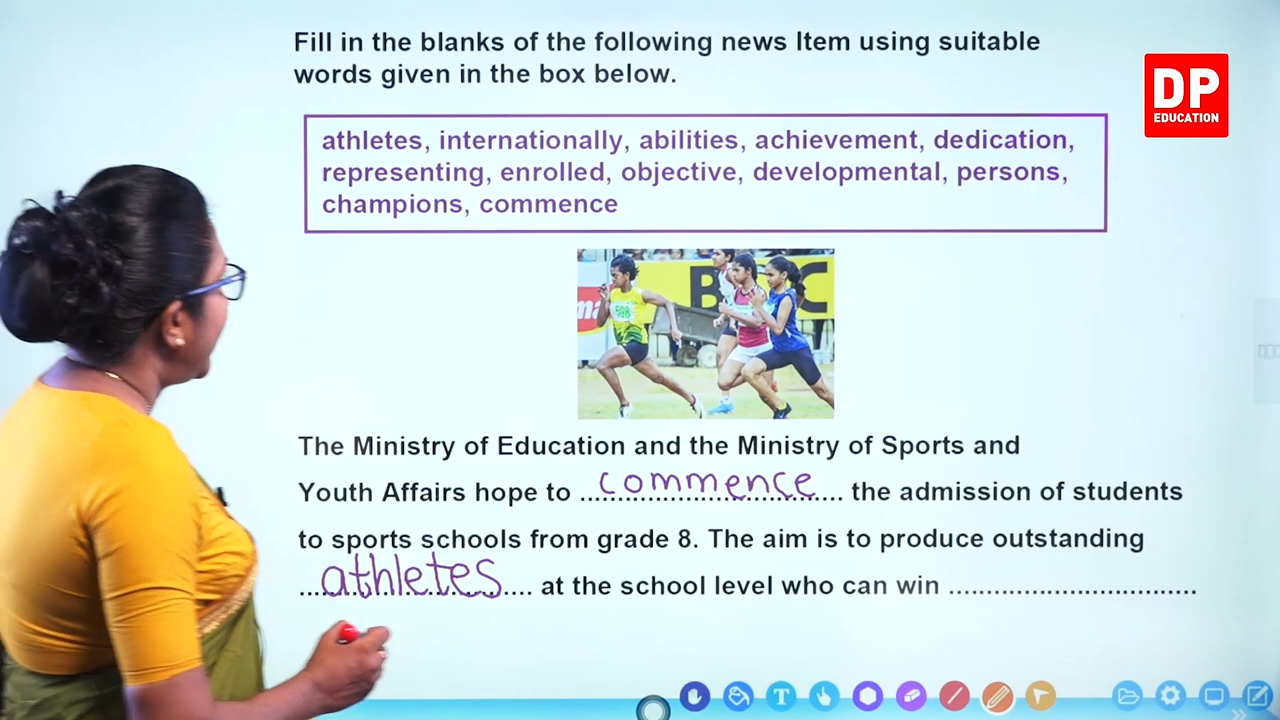 Fill in the blanks of the following news Item using suitable
words given in the box below.
DP
EDUCATION
athletes, internationally, abilities, achievement, dedication,
representing, enrolled, objective, developmental, persons,
champions, commence
508
The Ministry of Education and the Ministry of Sports and
Youth Affairs hope to commence the admission of students
to sports schools from grade 8. The aim is to produce outstanding
athletes at the school level who can win ................................
T